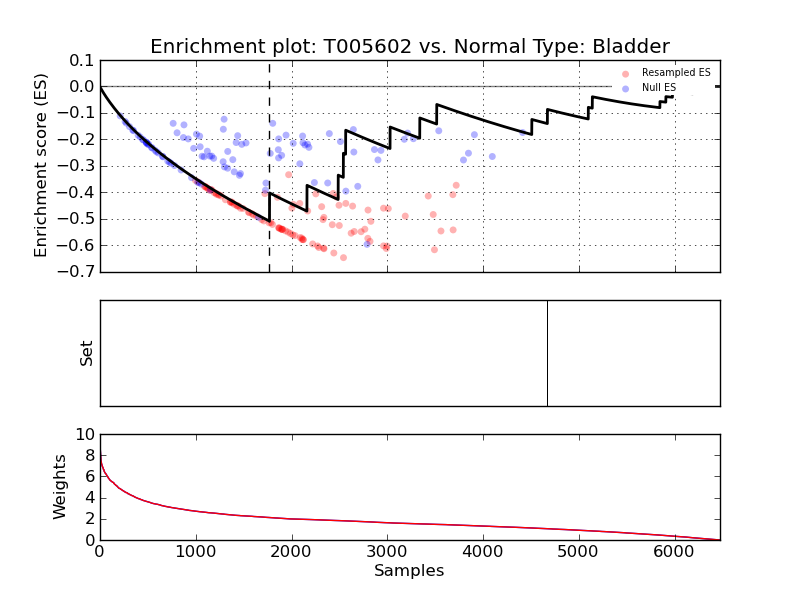 Enrichment plot: T005602 vs. Normal Type: Bladder
Enrichment score (ES)
0.1
0.0
−0.1
−0.2
−0.3
−0.4
−0.5
−0.6
−0.7
Resampled ES
Null ES
Set
Weights
10
8
6
4
2
0
0 1000 2000 3000 4000 5000 6000
Samples